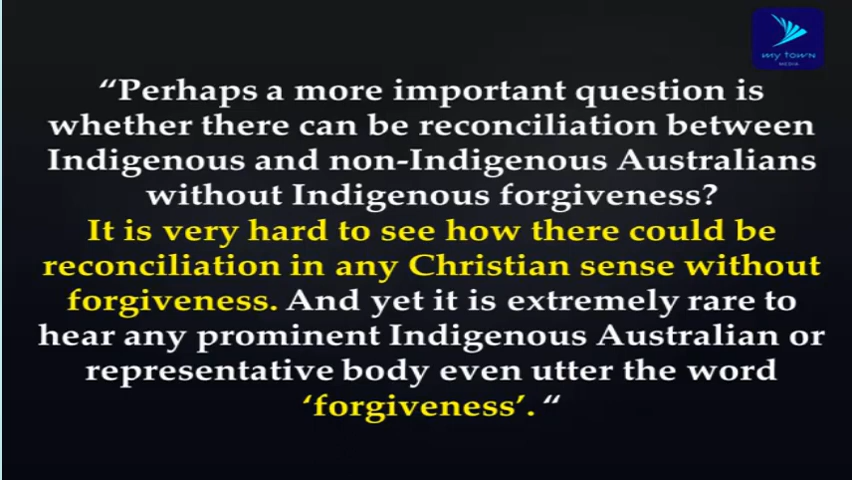 my town
MEDIA
“Perhaps a more important question is
whether there can be reconciliation between
Indigenous and non-Indigenous Australians
without Indigenous forgiveness?
It is very hard to see how there could be
reconciliation in any Christian sense without
forgiveness. And yet it is extremely rare to
hear any prominent Indigenous Australian or
representative body even utter the word
‘forgiveness’. “